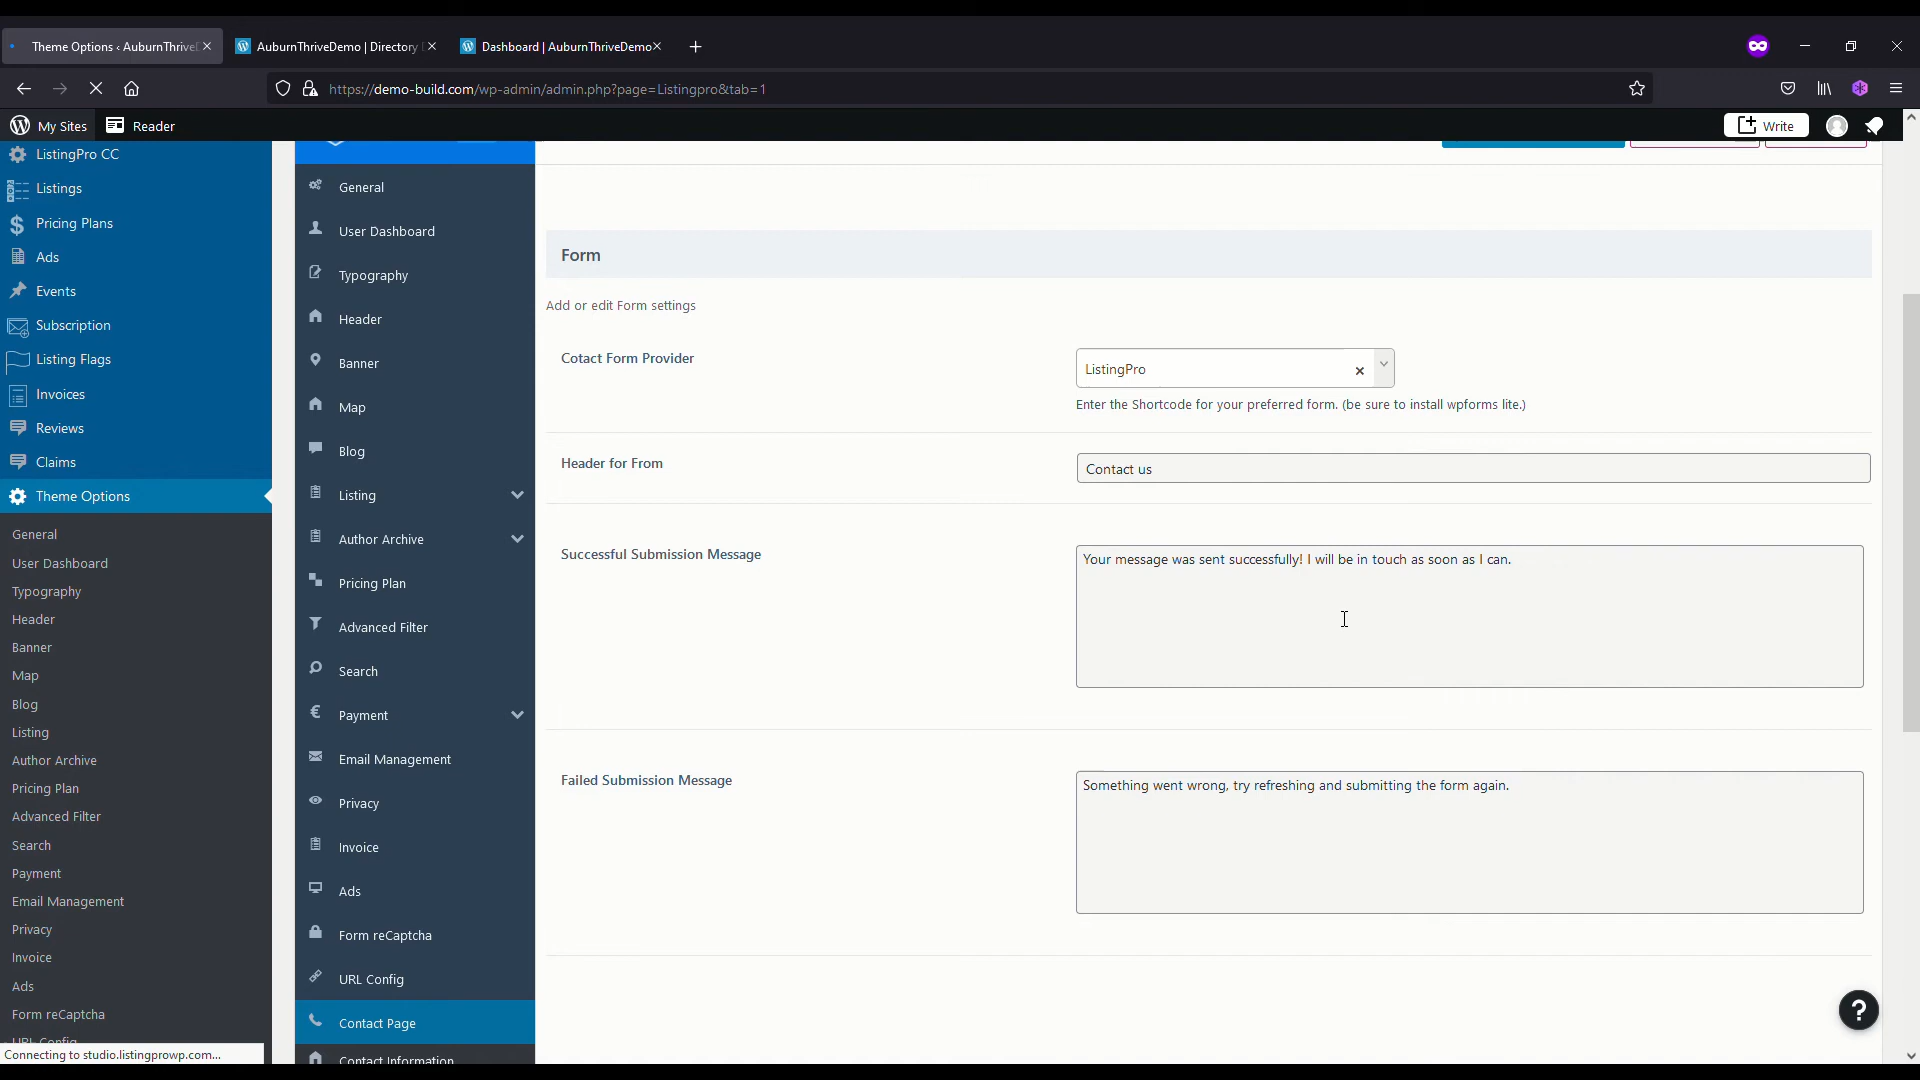 Theme Options ‹ AuburnThriveD
AuburnThriveDemo | Directory
Dashboard | AuburnThriveDemo
https://demo-build.com/wp-admin/admin.php?page=Listingpro&tab=1
My Sites
Reader
Write
ListingPro CC
Listings
Pricing Plans
Ads
Events
Subscription
Listing Flags
Invoices
Reviews
Claims
Theme Options
General
User Dashboard
Typography
Header
Banner
Map
Blog
Listing
Author Archive
Pricing Plan
Advanced Filter
Search
Payment
Email Management
Privacy
Invoice
Ads
Form reCaptcha
URL Config
Connecting to studio.listingprowp.com...
General
User Dashboard
Typography
Header
Banner
Map
Blog
Listing
Author Archive
Pricing Plan
Advanced Filter
Search
Payment
Email Management
Privacy
Invoice
Ads
Form reCaptcha
URL Config
Contact Page
Contact Information
Form
Add or edit Form settings
Cotact Form Provider
ListingPro
Enter the Shortcode for your preferred form. (be sure to install wpforms lite.)
Header for From
Contact us
Successful Submission Message
Your message was sent successfully! I will be in touch as soon as I can.
Failed Submission Message
Something went wrong, try refreshing and submitting the form again.